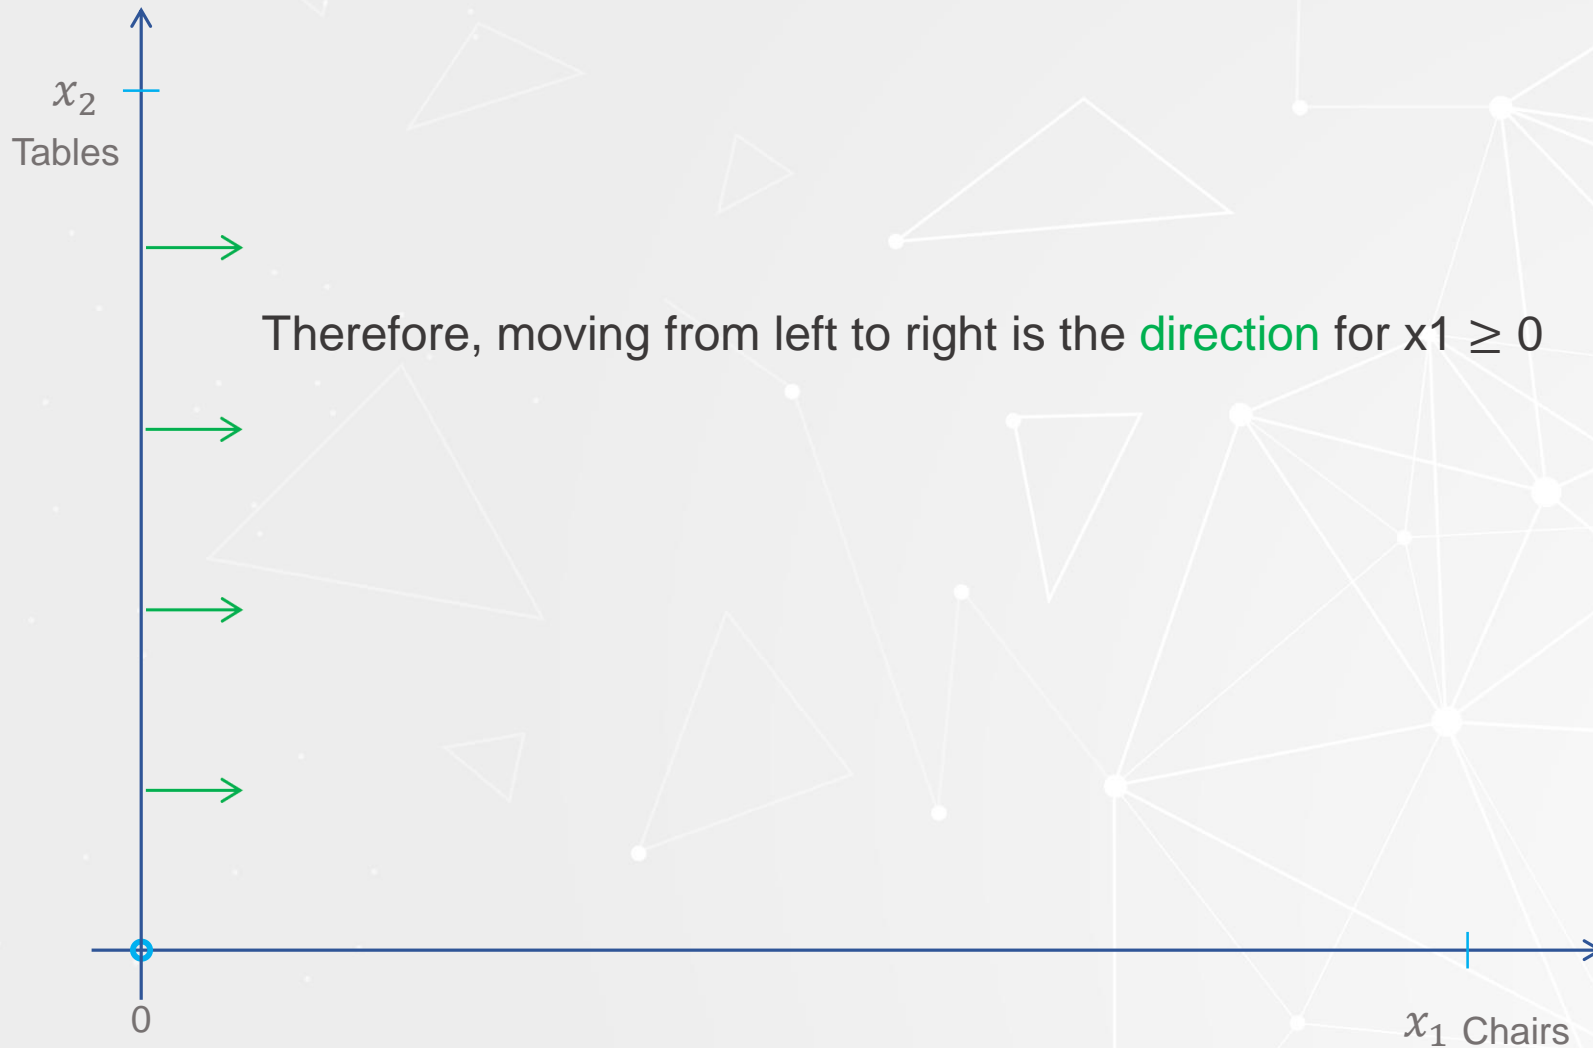 x₂
Tables
Therefore, moving from left to right is the direction for x1 ≥ 0
0
x₁ Chairs